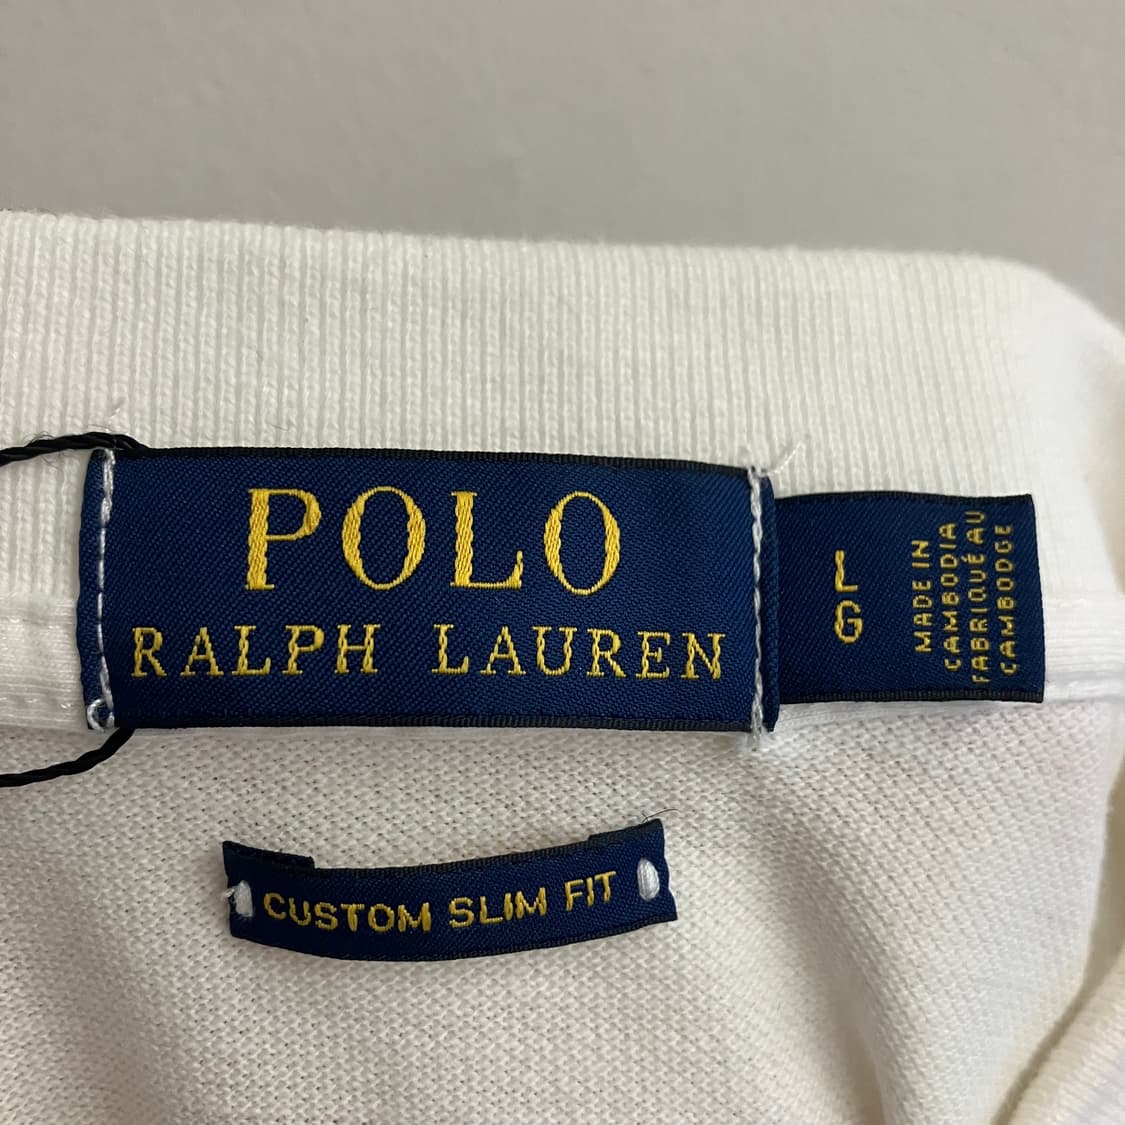 POLO
RALPH LAUREN
L
G
MADE IN
CAMBODIA
FABRIQUÉ AU
CAMBODGE
CUSTOM SLIM FIT